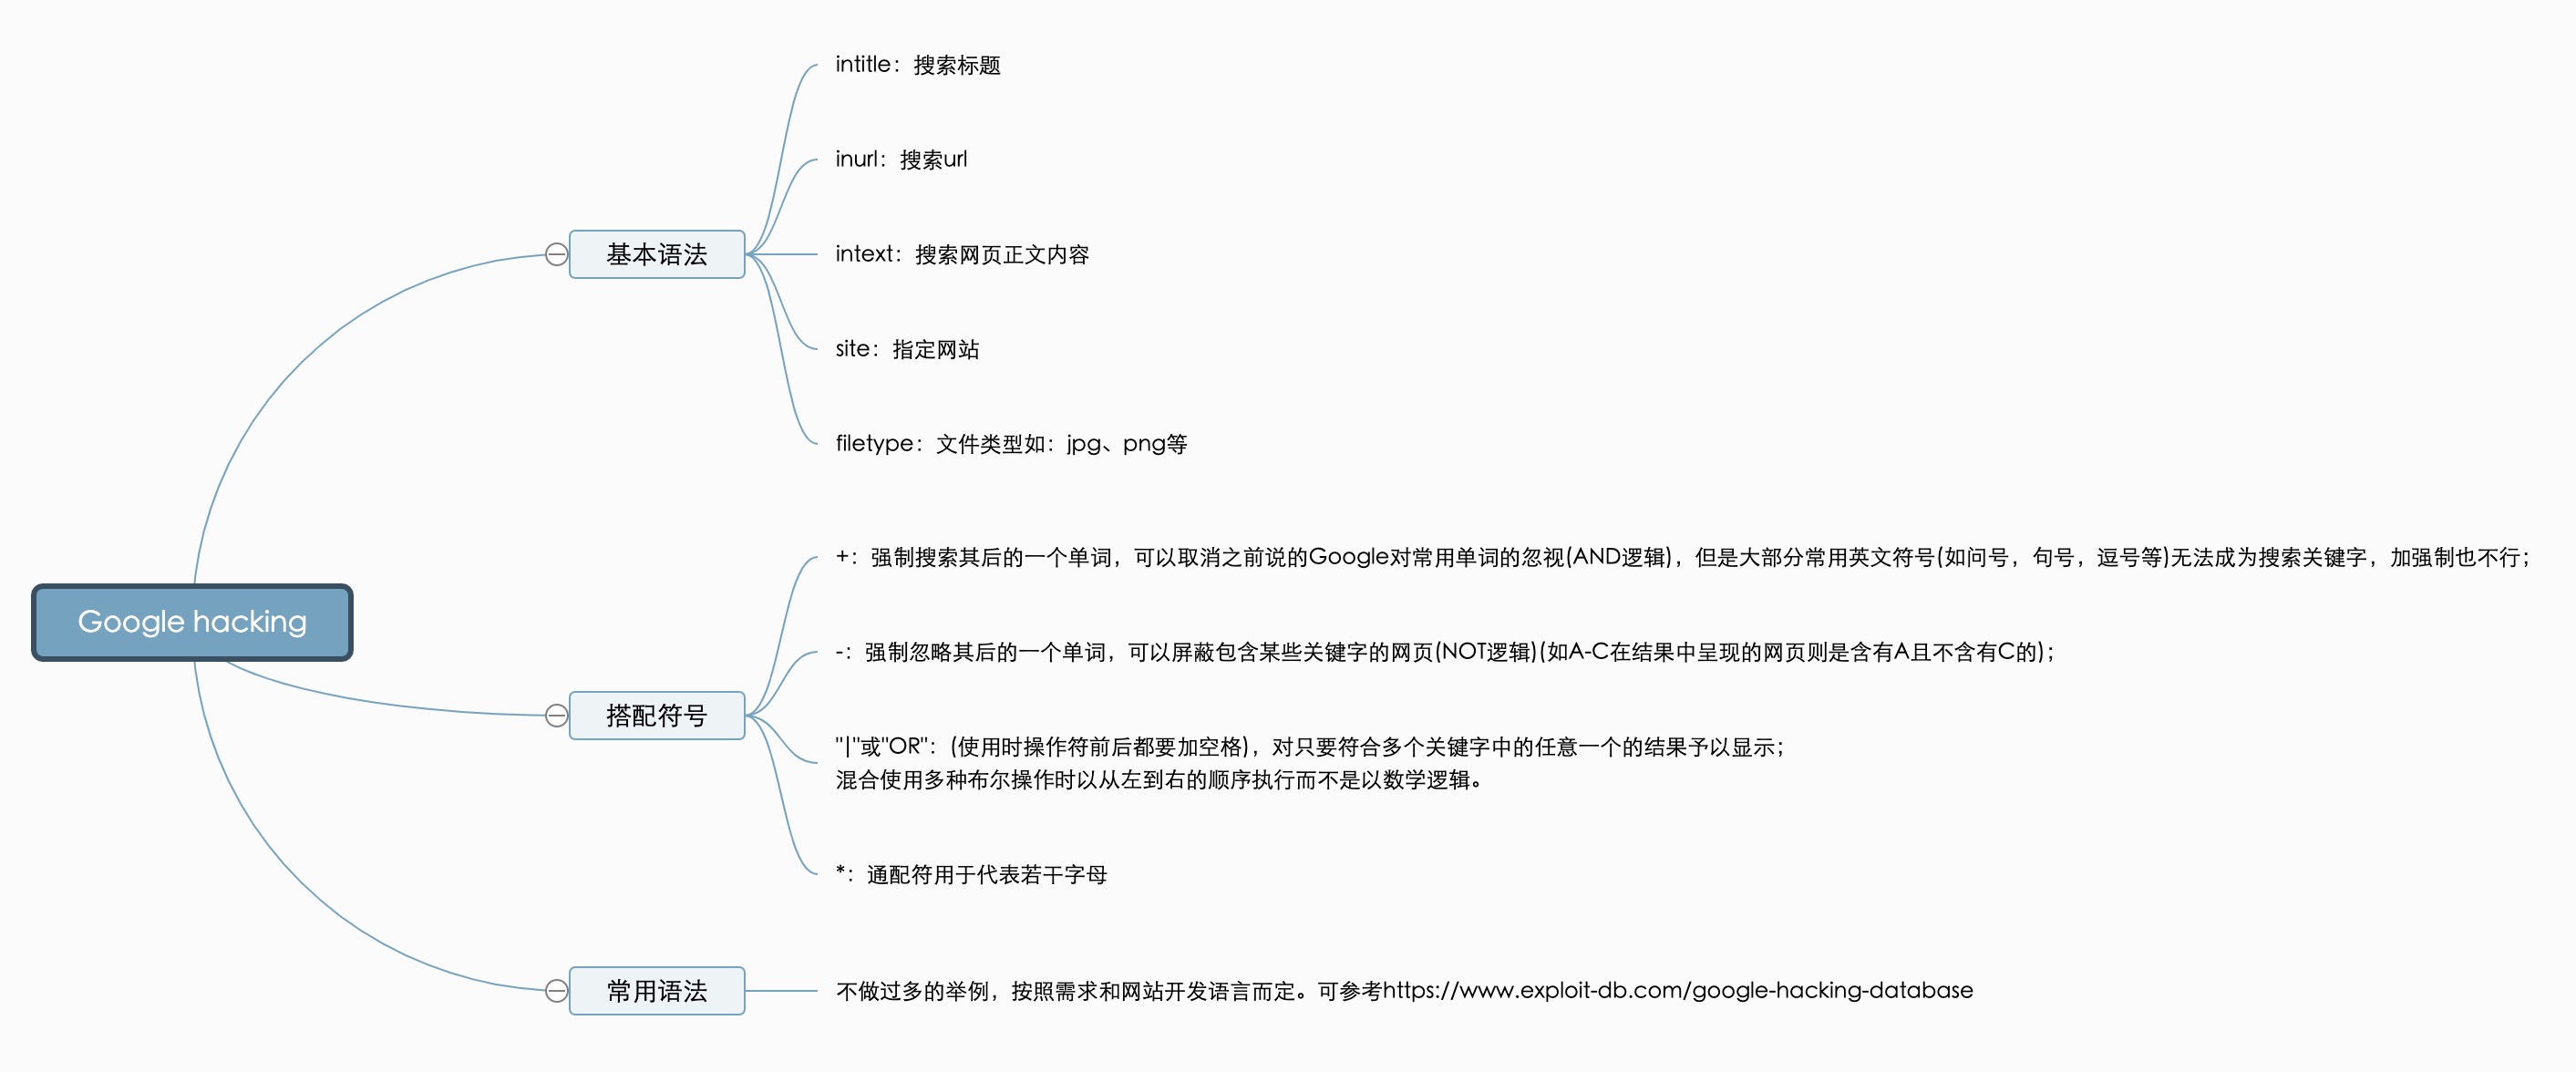 Google hacking
基本语法
intitle：搜索标题
inurl：搜索url
intext：搜索网页正文内容
site：指定网站
filetype：文件类型如：jpg、png等
搭配符号
+：强制搜索其后的一个单词，可以取消之前说的Google对常用单词的忽视(AND逻辑)，但是大部分常用英文符号(如问号，句号，逗号等)无法成为搜索关键字，加强制也不行；
-：强制忽略其后的一个单词，可以屏蔽包含某些关键字的网页(NOT逻辑)(如A-C在结果中呈现的网页则是含有A且不含有C的)；
"|"或"OR"：(使用时操作符前后都要加空格)，对只要符合多个关键字中的任意一个的结果予以显示；
混合使用多种布尔操作时以从左到右的顺序执行而不是以数学逻辑。
*：通配符用于代表若干字母
常用语法
不做过多的举例，按照需求和网站开发语言而定。可参考https://www.exploit-db.com/google-hacking-database